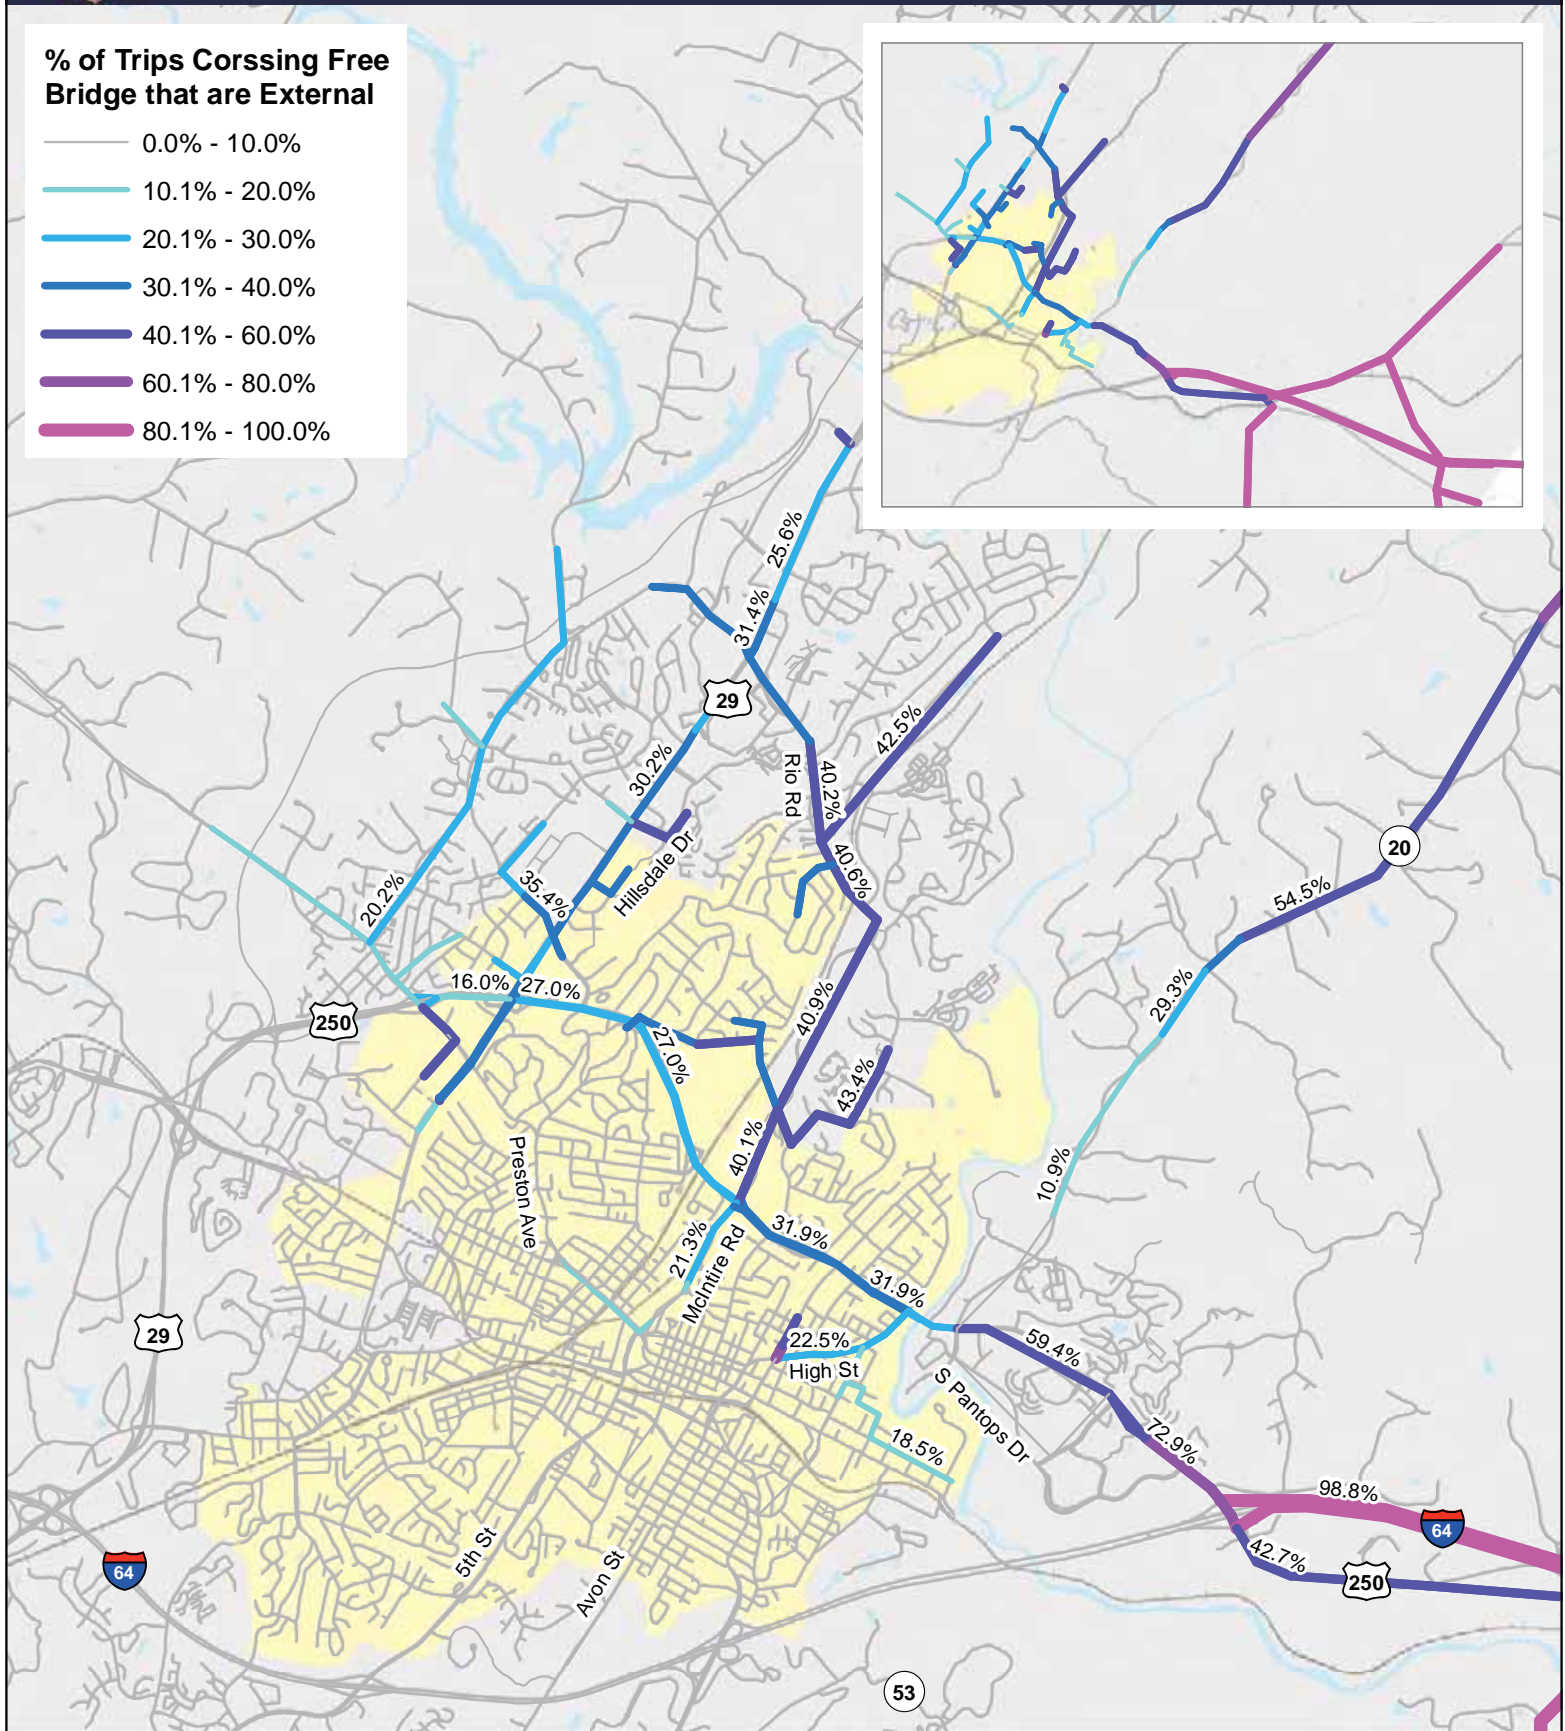 % of Trips Corssing Free
Bridge that are External
0.0% - 10.0%
10.1% - 20.0%
20.1% - 30.0%
30.1% - 40.0%
40.1% - 60.0%
60.1% - 80.0%
80.1% - 100.0%
25.6%
31.4%
29
42.5%
30.2%
Rio Rd
40.2%
Hillsdale Dr
40.6%
20
35.4%
20.2%
54.5%
16.0%
27.0%
29.3%
250
40.9%
27.0%
43.4%
40.1%
10.9%
Preston Ave
31.9%
21.3%
McIntire Rd
31.9%
29
22.5%
High St
59.4%
S Pantops Dr
18.5%
72.9%
98.8%
64
5th St
42.7%
250
64
Avon St
53